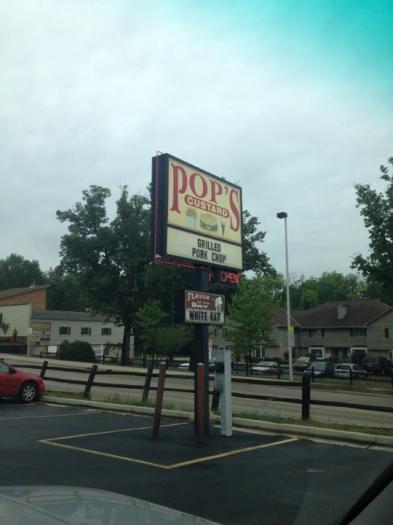 POP'S
CUSTARD
GRILLED
PORK CHOP
OPEN
FLAVOR
OF THE
DAY
WHITE KAT